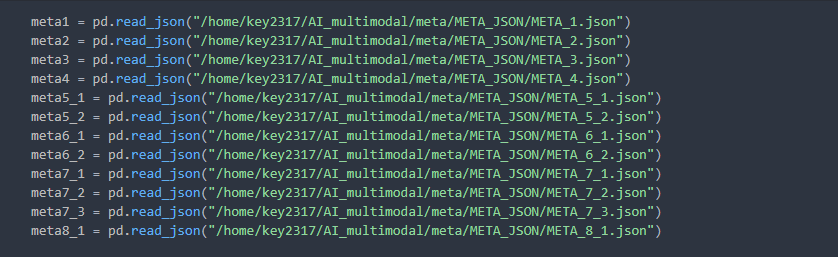 meta1 = pd.read_json("/home/key2317/AI_multimodal/meta/META_JSON/META_1.json")
meta2 = pd.read_json("/home/key2317/AI_multimodal/meta/META_JSON/META_2.json")
meta3 = pd.read_json("/home/key2317/AI_multimodal/meta/META_JSON/META_3.json")
meta4 = pd.read_json("/home/key2317/AI_multimodal/meta/META_JSON/META_4.json")
meta5_1 = pd.read_json("/home/key2317/AI_multimodal/meta/META_JSON/META_5_1.json")
meta5_2 = pd.read_json("/home/key2317/AI_multimodal/meta/META_JSON/META_5_2.json")
meta6_1 = pd.read_json("/home/key2317/AI_multimodal/meta/META_JSON/META_6_1.json")
meta6_2 = pd.read_json("/home/key2317/AI_multimodal/meta/META_JSON/META_6_2.json")
meta7_1 = pd.read_json("/home/key2317/AI_multimodal/meta/META_JSON/META_7_1.json")
meta7_2 = pd.read_json("/home/key2317/AI_multimodal/meta/META_JSON/META_7_2.json")
meta7_3 = pd.read_json("/home/key2317/AI_multimodal/meta/META_JSON/META_7_3.json")
meta8_1 = pd.read_json("/home/key2317/AI_multimodal/meta/META_JSON/META_8_1.json")